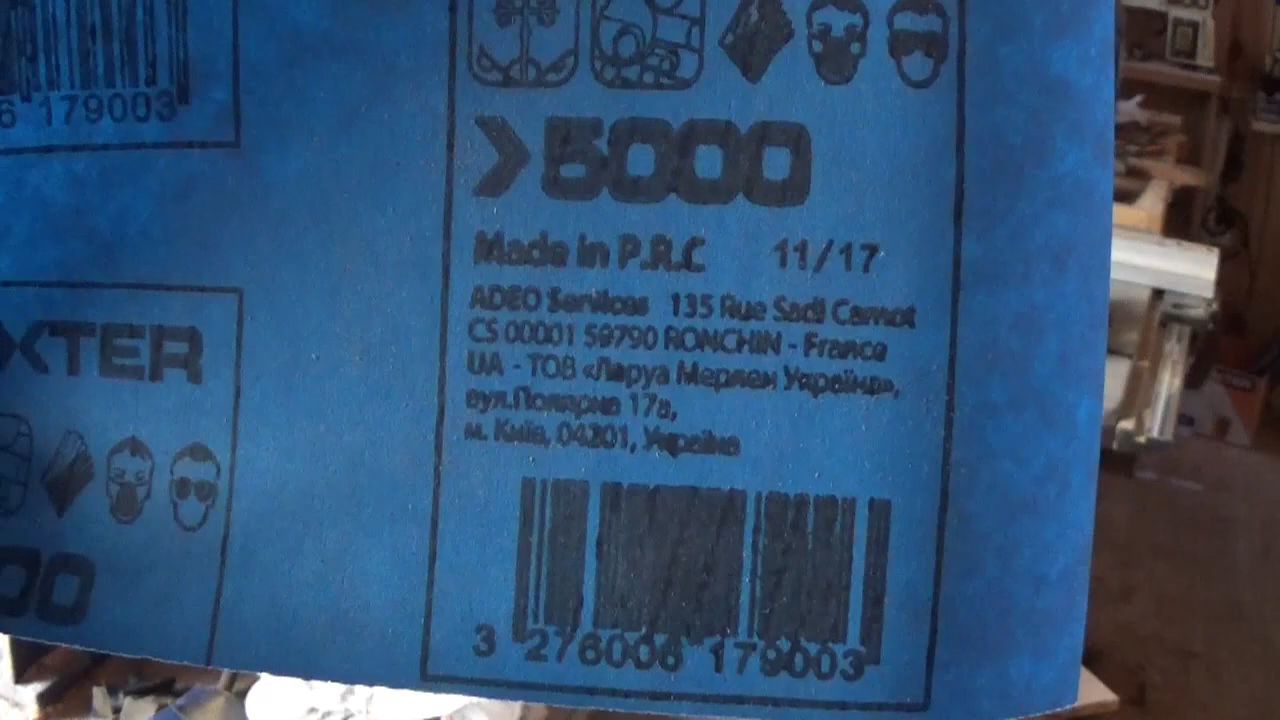 6 179003
>5000
Made in P.R.C 11/17
ADEO Services 135 Rue Sadi Carnot
CS 00001 59790 RONCHIN - France
UA - ТОВ «Леруа Мерлен Україна»,
вул.Полярна 17а,
м. Київ, 04201, Україна
3 276006 179003
XTER
00